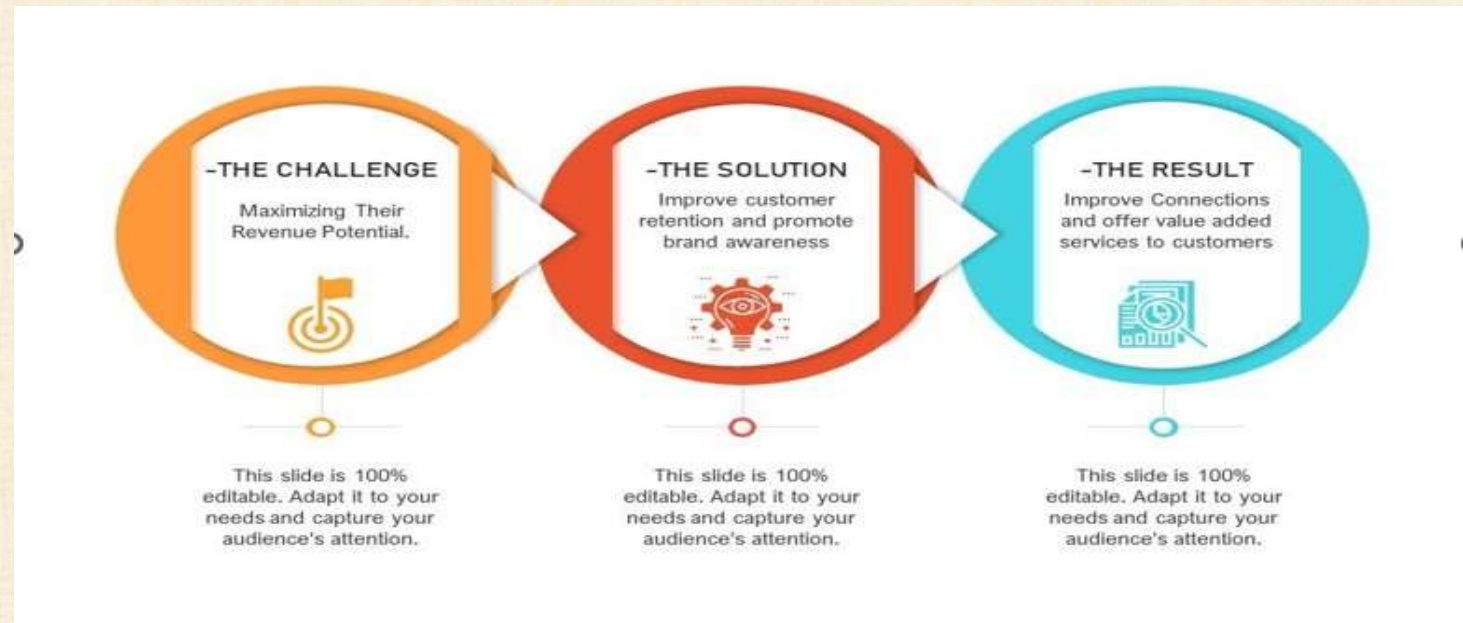 -THE CHALLENGE
Maximizing Their
Revenue Potential.
-THE SOLUTION
Improve customer
retention and promote
brand awareness
-THE RESULT
Improve Connections
and offer value added
services to customers
This slide is 100%
editable. Adapt it to your
needs and capture your
audience's attention.
This slide is 100%
editable. Adapt it to your
needs and capture your
audience's attention.
This slide is 100%
editable. Adapt it to your
needs and capture your
audience's attention.